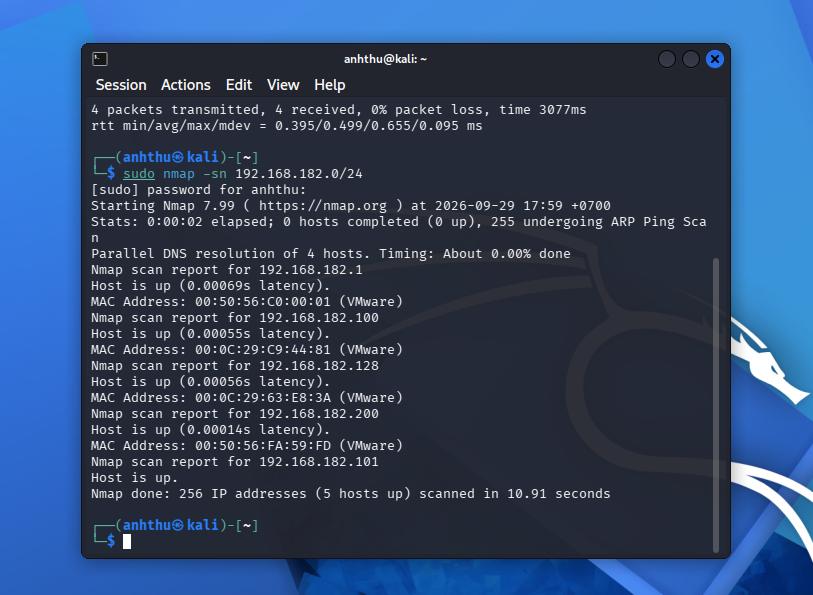 anhthu@kali: ~
Session Actions Edit View Help
4 packets transmitted, 4 received, 0% packet loss, time 3077ms
rtt min/avg/max/mdev = 0.395/0.499/0.655/0.095 ms
┌──(anhthu㉿kali)-[~]
└─$ sudo nmap -sn 192.168.182.0/24
[sudo] password for anhthu:
Starting Nmap 7.99 ( https://nmap.org ) at 2026-09-29 17:59 +0700
Stats: 0:00:02 elapsed; 0 hosts completed (0 up), 255 undergoing ARP Ping Sca
n
Parallel DNS resolution of 4 hosts. Timing: About 0.00% done
Nmap scan report for 192.168.182.1
Host is up (0.00069s latency).
MAC Address: 00:50:56:C0:00:01 (VMware)
Nmap scan report for 192.168.182.100
Host is up (0.00055s latency).
MAC Address: 00:0C:29:C9:44:81 (VMware)
Nmap scan report for 192.168.182.128
Host is up (0.00056s latency).
MAC Address: 00:0C:29:63:E8:3A (VMware)
Nmap scan report for 192.168.182.200
Host is up (0.00014s latency).
MAC Address: 00:50:56:FA:59:FD (VMware)
Nmap scan report for 192.168.182.101
Host is up.
Nmap done: 256 IP addresses (5 hosts up) scanned in 10.91 seconds
┌──(anhthu㉿kali)-[~]
└─$